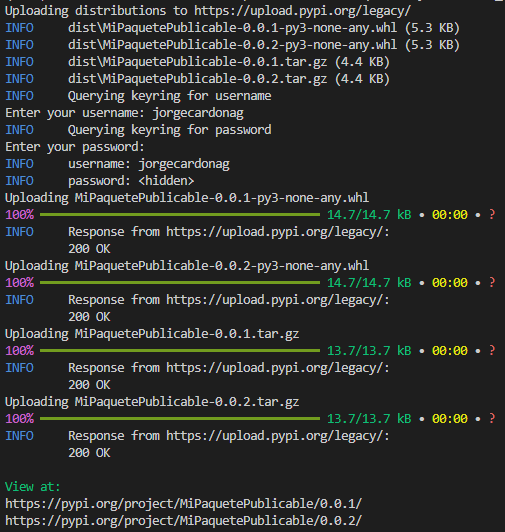 Uploading distributions to https://upload.pypi.org/legacy/
INFO dist\MiPaquetePublicable-0.0.1-py3-none-any.whl (5.3 KB)
INFO dist\MiPaquetePublicable-0.0.2-py3-none-any.whl (5.3 KB)
INFO dist\MiPaquetePublicable-0.0.1.tar.gz (4.4 KB)
INFO dist\MiPaquetePublicable-0.0.2.tar.gz (4.4 KB)
INFO Querying keyring for username
Enter your username: jorgecardonag
INFO Querying keyring for password
Enter your password:
INFO username: jorgecardonag
INFO password: <hidden>
Uploading MiPaquetePublicable-0.0.1-py3-none-any.whl
100% 14.7/14.7 kB • 00:00 • ?
INFO Response from https://upload.pypi.org/legacy/:
200 OK
Uploading MiPaquetePublicable-0.0.2-py3-none-any.whl
100% 14.7/14.7 kB • 00:00 • ?
INFO Response from https://upload.pypi.org/legacy/:
200 OK
Uploading MiPaquetePublicable-0.0.1.tar.gz
100% 13.7/13.7 kB • 00:00 • ?
INFO Response from https://upload.pypi.org/legacy/:
200 OK
Uploading MiPaquetePublicable-0.0.2.tar.gz
100% 13.7/13.7 kB • 00:00 • ?
INFO Response from https://upload.pypi.org/legacy/:
200 OK
View at:
https://pypi.org/project/MiPaquetePublicable/0.0.1/
https://pypi.org/project/MiPaquetePublicable/0.0.2/